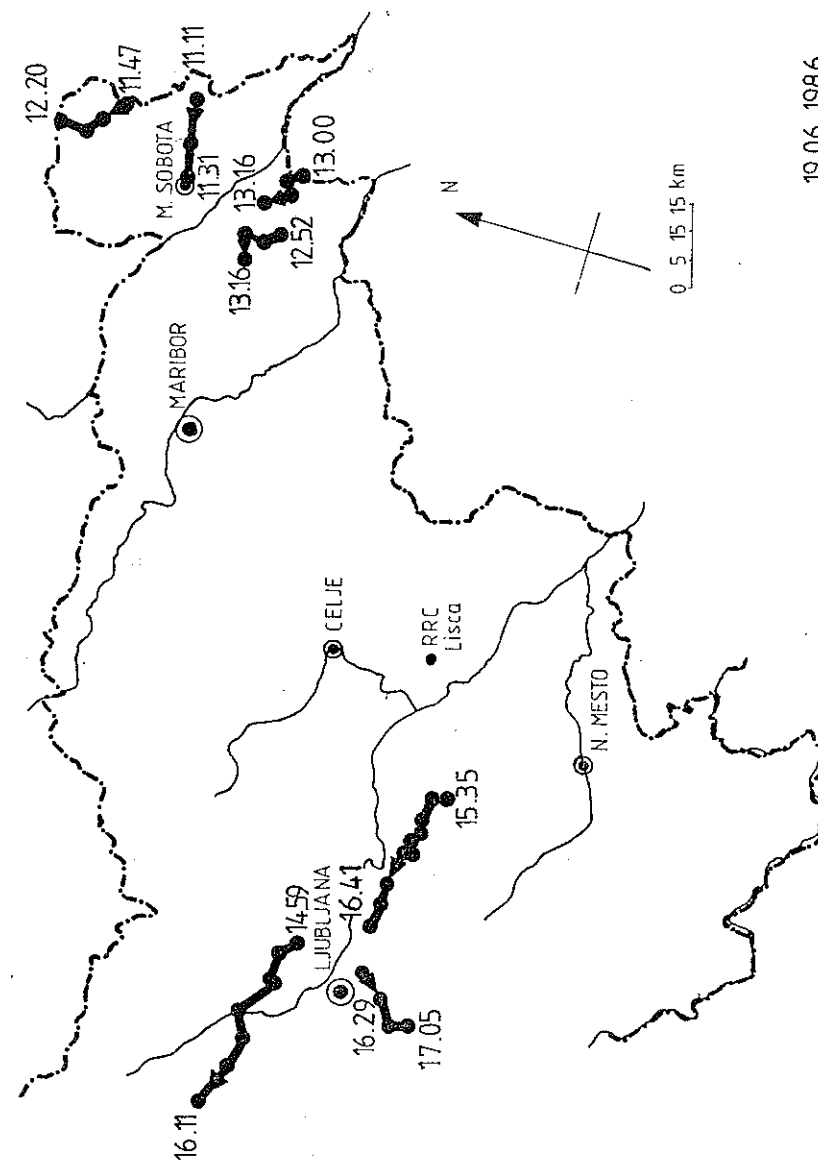 12.20
11.47
11.11
M. SOBOTA
11.31
13.16
13.00
13.16
12.52
N
0 5 15 15 km
MARIBOR
CELJE
RRC
Lisca
N. MESTO
15.35
16.41
14.59
LJUBLJANA
16.29
17.05
16.11
19.06.1986